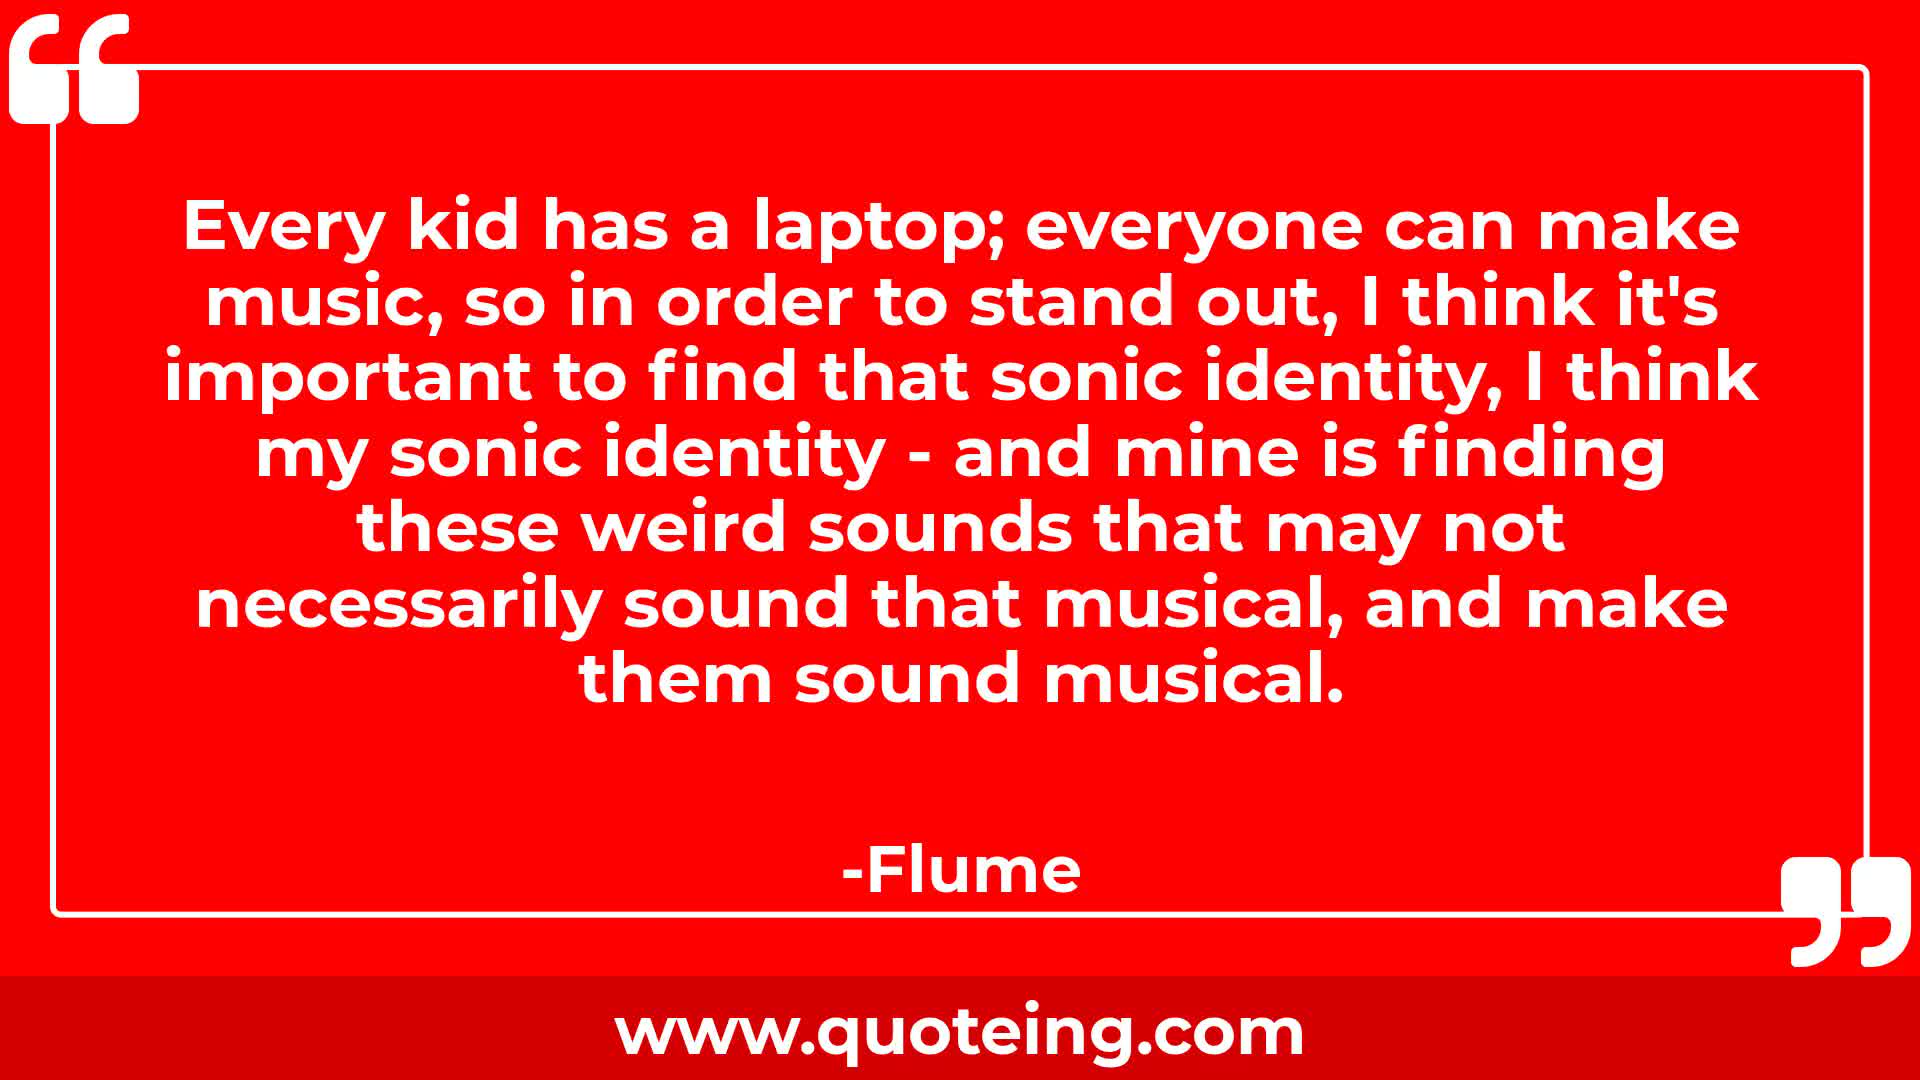 Every kid has a laptop; everyone can make
music, so in order to stand out, I think it's
important to find that sonic identity, I think
my sonic identity - and mine is finding
these weird sounds that may not
necessarily sound that musical, and make
them sound musical.
-Flume
www.quoteing.com